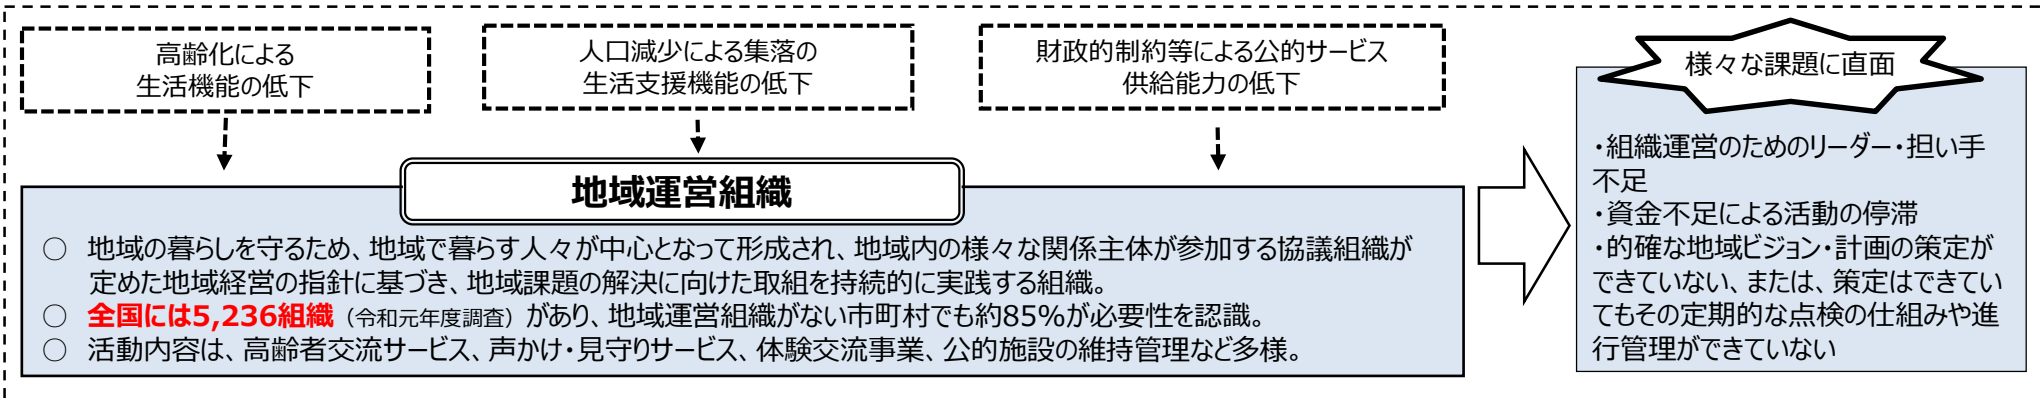 高齢化による
生活機能の低下
人口減少による集落の
生活支援機能の低下
財政的制約等による公的サービス
供給能力の低下
地域運営組織
○ 地域の暮らしを守るため、地域で暮らす人々が中心となって形成され、地域内の様々な関係主体が参加する協議組織が
定めた地域経営の指針に基づき、地域課題の解決に向けた取組を持続的に実践する組織。
○ 全国には5,236組織（令和元年度調査）があり、地域運営組織がない市町村でも約85%が必要性を認識。
○ 活動内容は、高齢者交流サービス、声かけ・見守りサービス、体験交流事業、公的施設の維持管理など多様。
様々な課題に直面
・組織運営のためのリーダー・担い手
不足
・資金不足による活動の停滞
・的確な地域ビジョン・計画の策定が
できていない、または、策定はできてい
てもその定期的な点検の仕組みや進
行管理ができていない